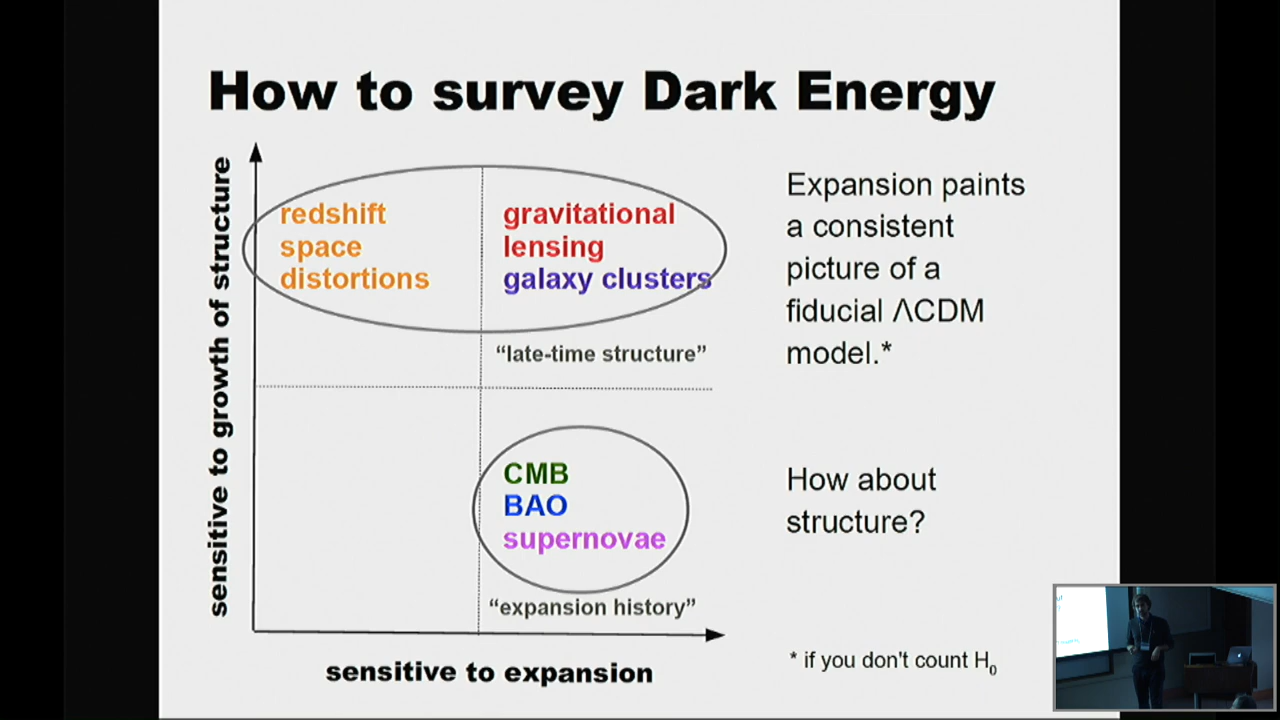 How to survey Dark Energy
sensitive to growth of structure
redshift
space
distortions
gravitational
lensing
galaxy clusters
“late-time structure”
CMB
BAO
supernovae
“expansion history”
sensitive to expansion
Expansion paints
a consistent
picture of a
fiducial ΛCDM
model.*
How about
structure?
* if you don't count H₀